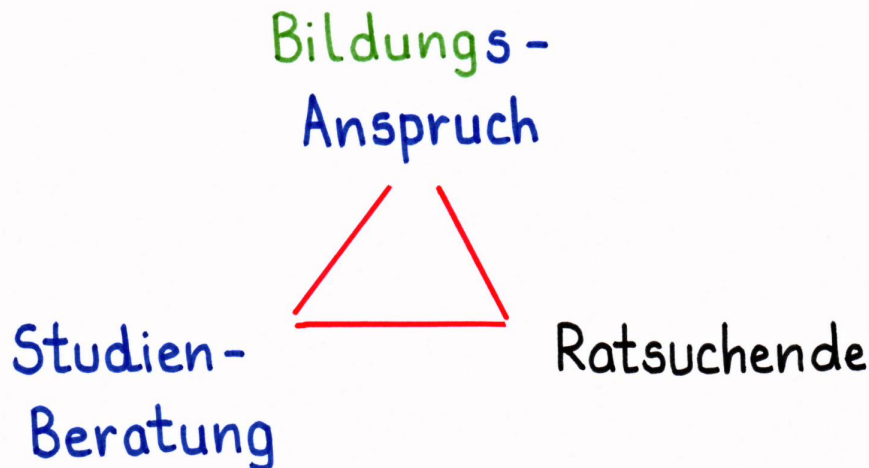 Bildungs-
Anspruch
Studien-
Beratung
Ratsuchende